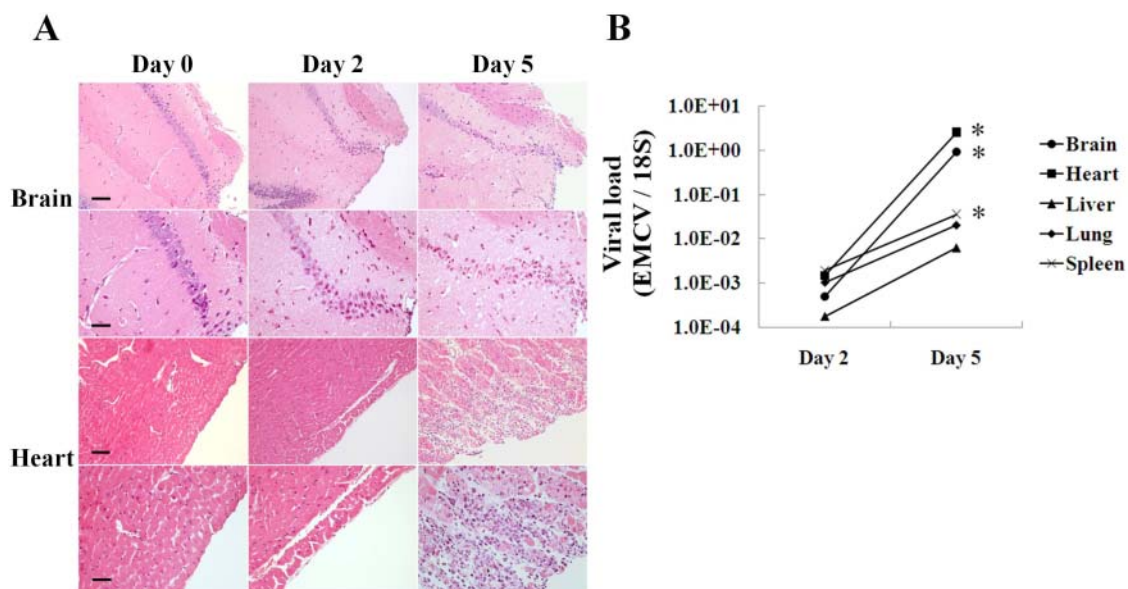 A
Day 0 Day 2 Day 5
Brain
Heart
B
Viral load
(EMCV / 18S)
1.0E+01
1.0E+00
1.0E-01
1.0E-02
1.0E-03
1.0E-04
Day 2 Day 5
*
*
*
Brain
Heart
Liver
Lung
Spleen